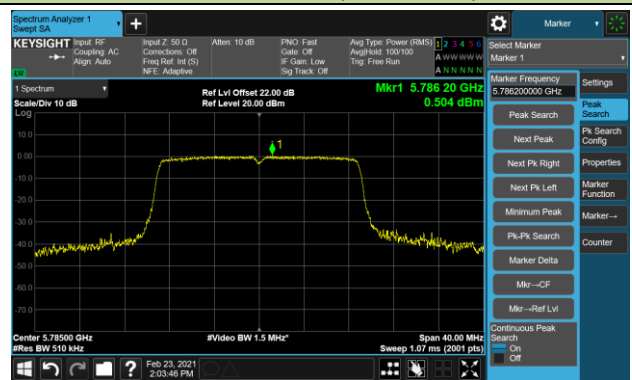 Spectrum Analyzer 1
Swept SA
Marker
KEYSIGHT
Input: RF
Coupling: AC
Align: Auto
Input Z: 50 Ω
Corrections: Off
Freq Ref: Int (S)
NFE: Adaptive
Atten: 10 dB
PNO: Fast
Gate: Off
IF Gain: Low
Sig Track: Off
Avg Type: Power (RMS)
Avg|Hold: 100/100
Trig: Free Run
1 2 3 4 5 6
A W W W W W
A N N N N N
Select Marker
Marker 1
1 Spectrum
Scale/Div 10 dB
Log
Ref Lvl Offset 22.00 dB
Ref Level 20.00 dBm
Mkr1 5.786 20 GHz
0.504 dBm
10.0
0.00
-10.0
-20.0
-30.0
-40.0
-50.0
-60.0
-70.0
1
Center 5.78500 GHz
#Res BW 510 kHz
#Video BW 1.5 MHz*
Span 40.00 MHz
Sweep 1.07 ms (2001 pts)
Marker Frequency
5.786200000 GHz
Peak Search
Next Peak
Next Pk Right
Next Pk Left
Minimum Peak
Pk-Pk Search
Marker Delta
Mkr→CF
Mkr→Ref Lvl
Continuous Peak
Search
On
Off
Settings
Peak
Search
Pk Search
Config
Properties
Marker
Function
Marker→
Counter
Feb 23, 2021
2:03:46 PM